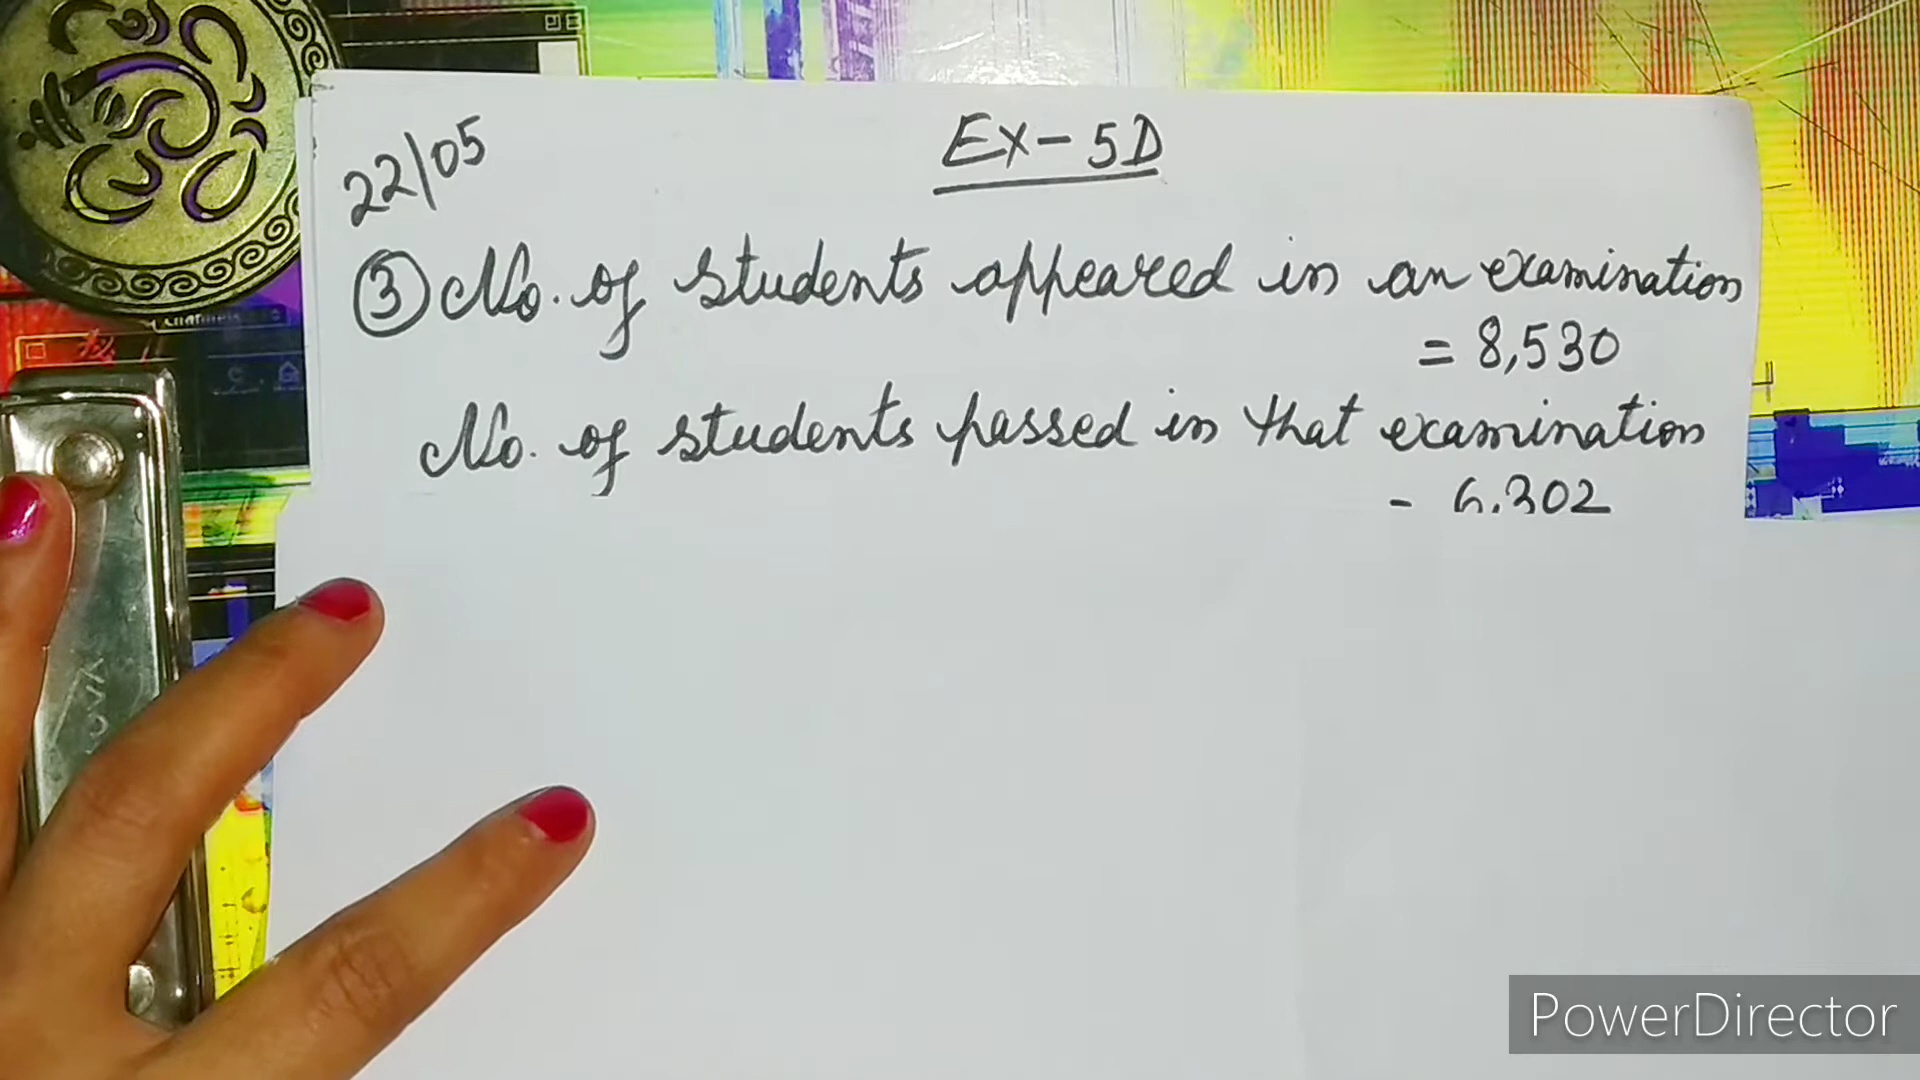 22/05
Ex-5D
③ No. of students appeared in an examination
= 8,530
No. of students passed in that examination
= 6,302
PowerDirector